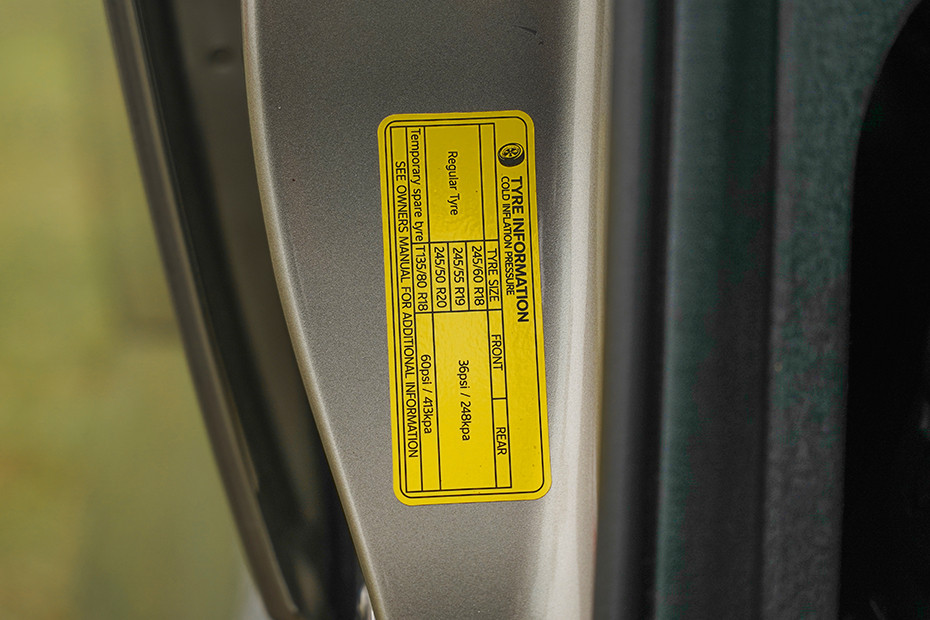 TYRE INFORMATION
COLD INFLATION PRESSURE
TYRE SIZE FRONT REAR
Regular Tyre
245/60 R18
245/55 R19
245/50 R20
36psi / 248kpa
Temporary spare tyre T135/80 R18 60psi / 413kpa
SEE OWNERS MANUAL FOR ADDITIONAL INFORMATION